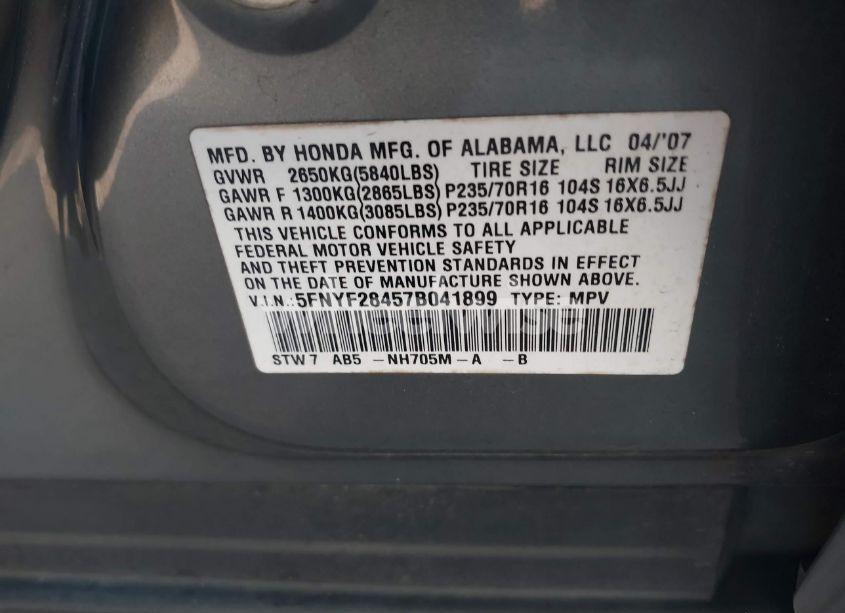 MFD. BY HONDA MFG. OF ALABAMA, LLC 04/'07
GVWR 2650KG(5840LBS) TIRE SIZE RIM SIZE
GAWR F 1300KG(2865LBS) P235/70R16 104S 16X6.5JJ
GAWR R 1400KG(3085LBS) P235/70R16 104S 16X6.5JJ
THIS VEHICLE CONFORMS TO ALL APPLICABLE
FEDERAL MOTOR VEHICLE SAFETY
AND THEFT PREVENTION STANDARDS IN EFFECT
ON THE DATE OF MANUFACTURE SHOWN ABOVE.
V.I.N.: 5FNYF28457B041899 TYPE: MPV
STW7 AB5 -NH705M-A -B